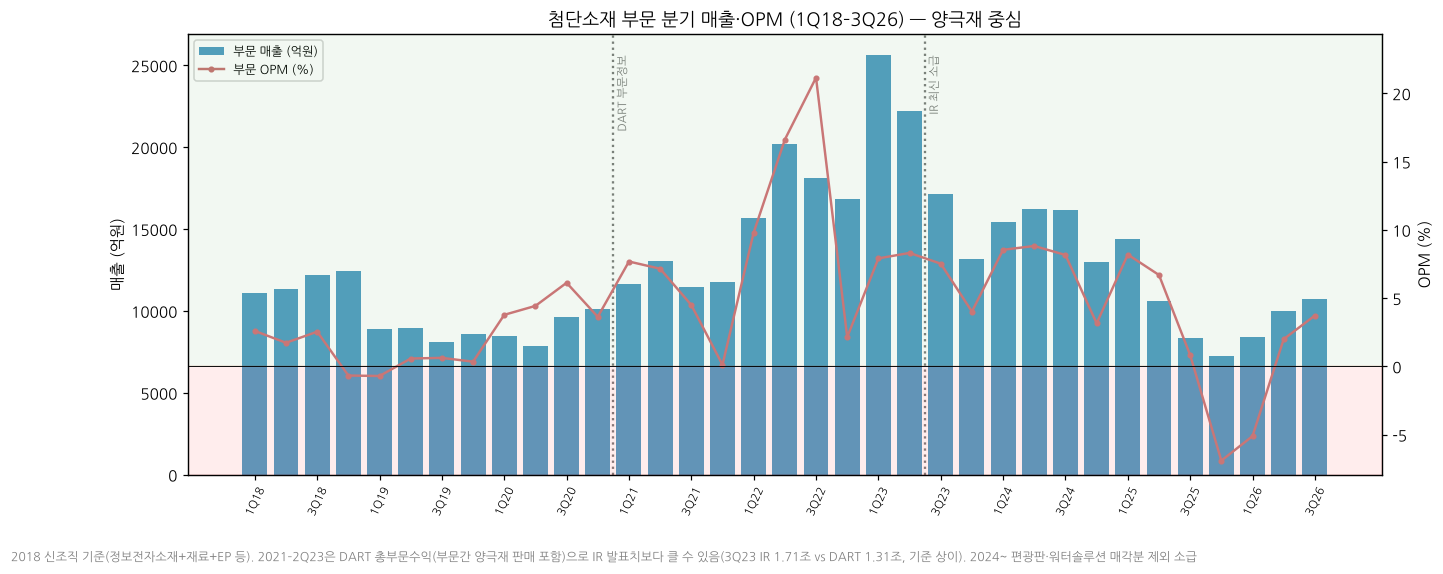 첨단소재 부문 분기 매출·OPM (1Q18–3Q26) — 양극재 중심
부문 매출 (억원)
부문 OPM (%)
DART 부문정보
IR 최신 소급
매출 (억원)
25000
20000
15000
10000
5000
0
OPM (%)
20
15
10
5
0
-5
1Q18
3Q18
1Q19
3Q19
1Q20
3Q20
1Q21
3Q21
1Q22
3Q22
1Q23
3Q23
1Q24
3Q24
1Q25
3Q25
1Q26
3Q26
2018 신조직 기준(정보전자소재+재료+EP 등). 2021–2Q23은 DART 총부문수익(부문간 양극재 판매 포함)으로 IR 발표치보다 클 수 있음(3Q23 IR 1.71조 vs DART 1.31조, 기준 상이). 2024~ 편광판·워터솔루션 매각분 제외 소급